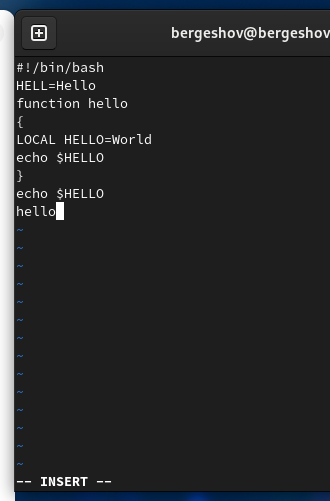 bergeshov@bergeshov
#!/bin/bash
HELL=Hello
function hello
{
LOCAL HELLO=World
echo $HELLO
}
echo $HELLO
hello
~
~
~
~
~
~
~
~
~
~
~
~
~
~
-- INSERT --